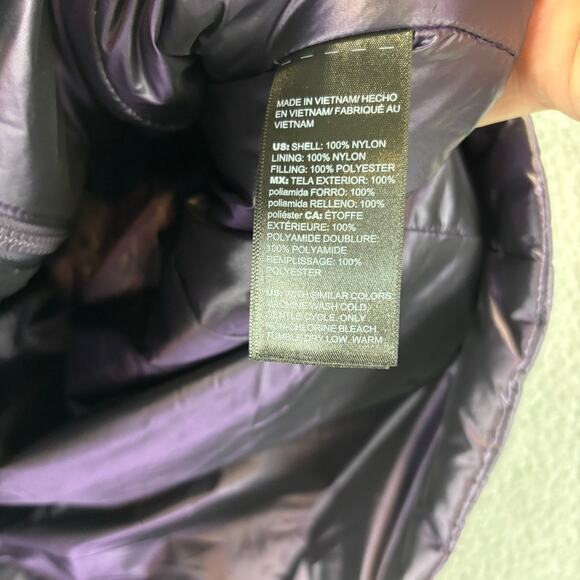 MADE IN VIETNAM/ HECHO
EN VIETNAM/ FABRIQUÉ AU
VIETNAM
US: SHELL: 100% NYLON
LINING: 100% NYLON
FILLING: 100% POLYESTER
MX: TELA EXTERIOR: 100%
poliamida FORRO: 100%
poliamida RELLENO: 100%
poliéster CA: ÉTOFFE
EXTÉRIEURE: 100%
POLYAMIDE DOUBLURE:
100% POLYAMIDE
REMPLISSAGE: 100%
POLYESTER
US: WITH SIMILAR COLORS
MACHINE WASH COLD,
GENTLE CYCLE. ONLY
NON-CHLORINE BLEACH.
TUMBLE DRY LOW. WARM